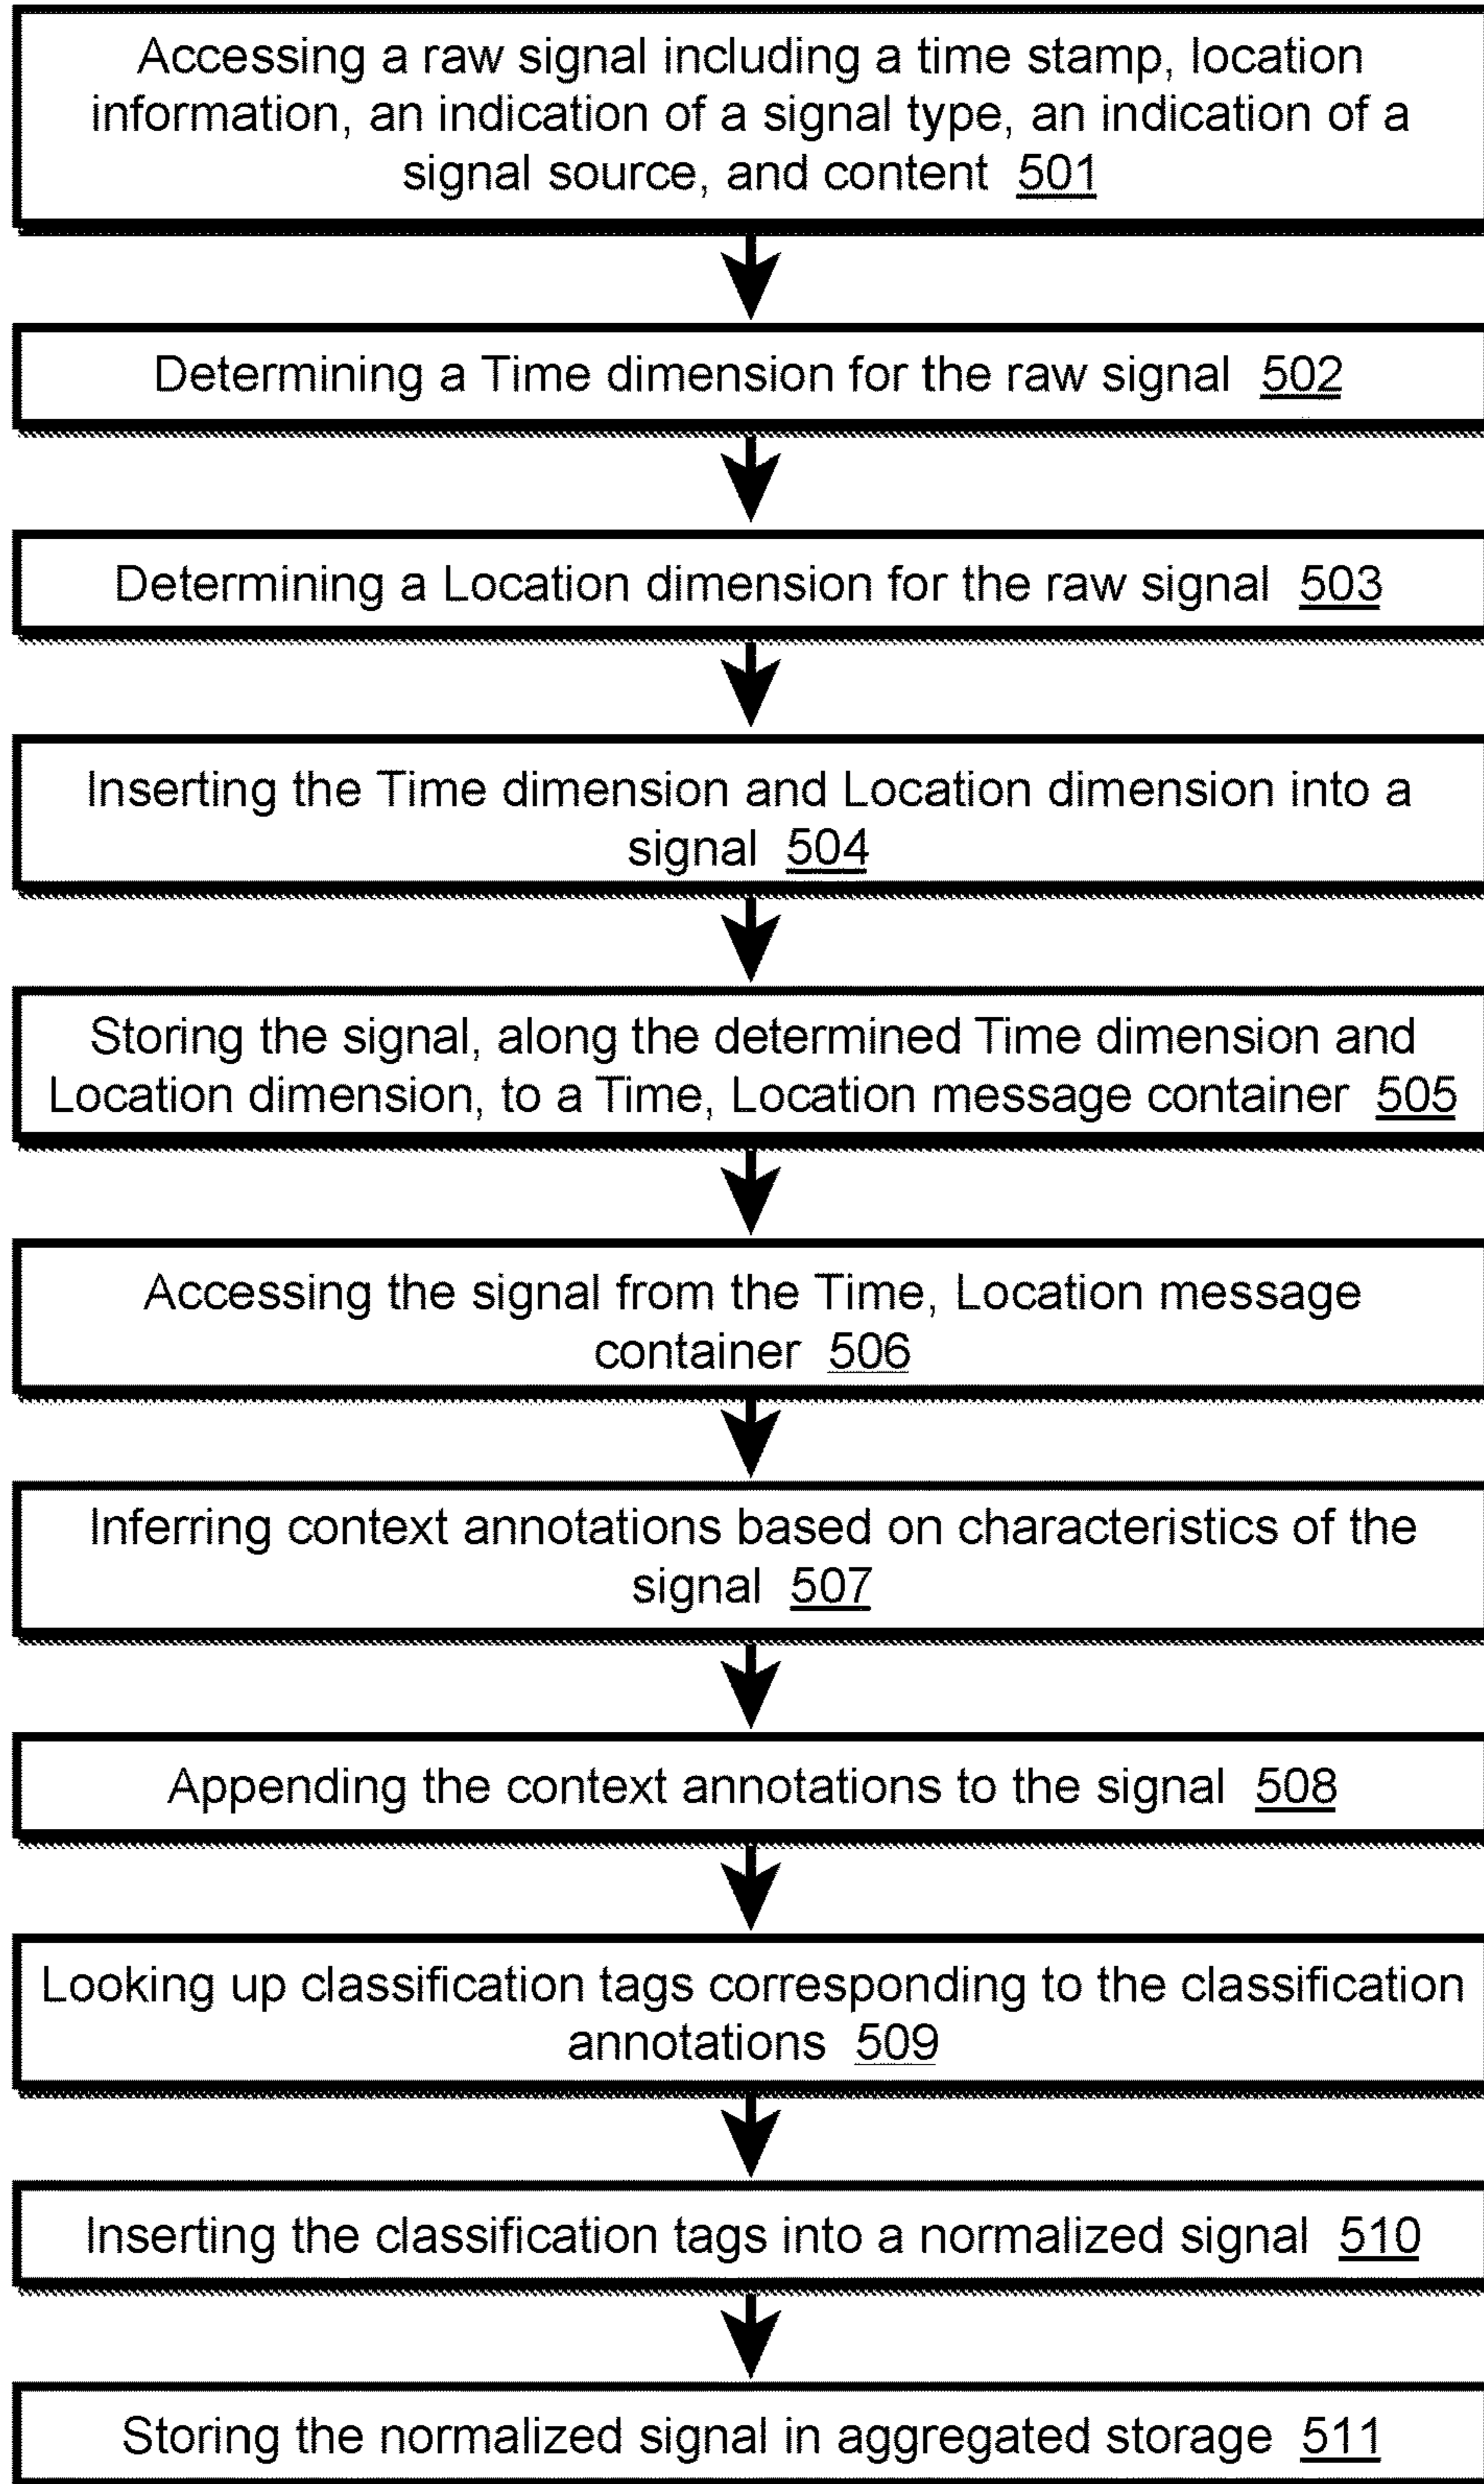 Accessing a raw signal including a time stamp, location
information, an indication of a signal type, an indication of a
signal source, and content 501
Determining a Time dimension for the raw signal 502
Determining a Location dimension for the raw signal 503
Inserting the Time dimension and Location dimension into a
signal 504
Storing the signal, along the determined Time dimension and
Location dimension, to a Time, Location message container 505
Accessing the signal from the Time, Location message
container 506
Inferring context annotations based on characteristics of the
signal 507
Appending the context annotations to the signal 508
Looking up classification tags corresponding to the classification
annotations 509
Inserting the classification tags into a normalized signal 510
Storing the normalized signal in aggregated storage 511